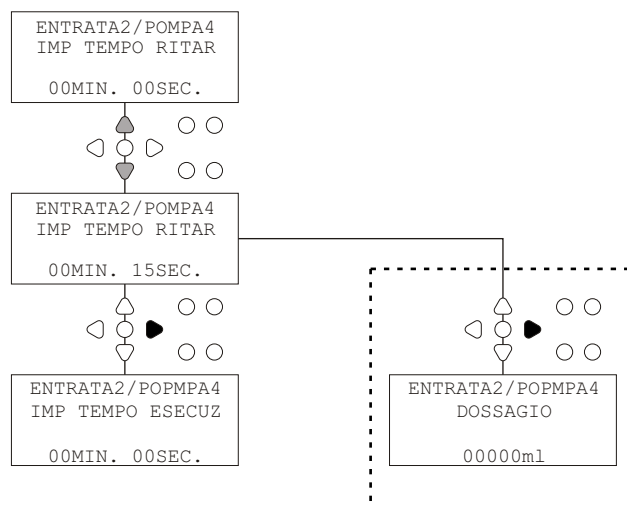 ENTRATA2/POMPA4
IMP TEMPO RITAR
00MIN. 00SEC.
ENTRATA2/POMPA4
IMP TEMPO RITAR
00MIN. 15SEC.
ENTRATA2/POPMPA4
IMP TEMPO ESECUZ
00MIN. 00SEC.
ENTRATA2/POPMPA4
DOSSAGIO
00000ml